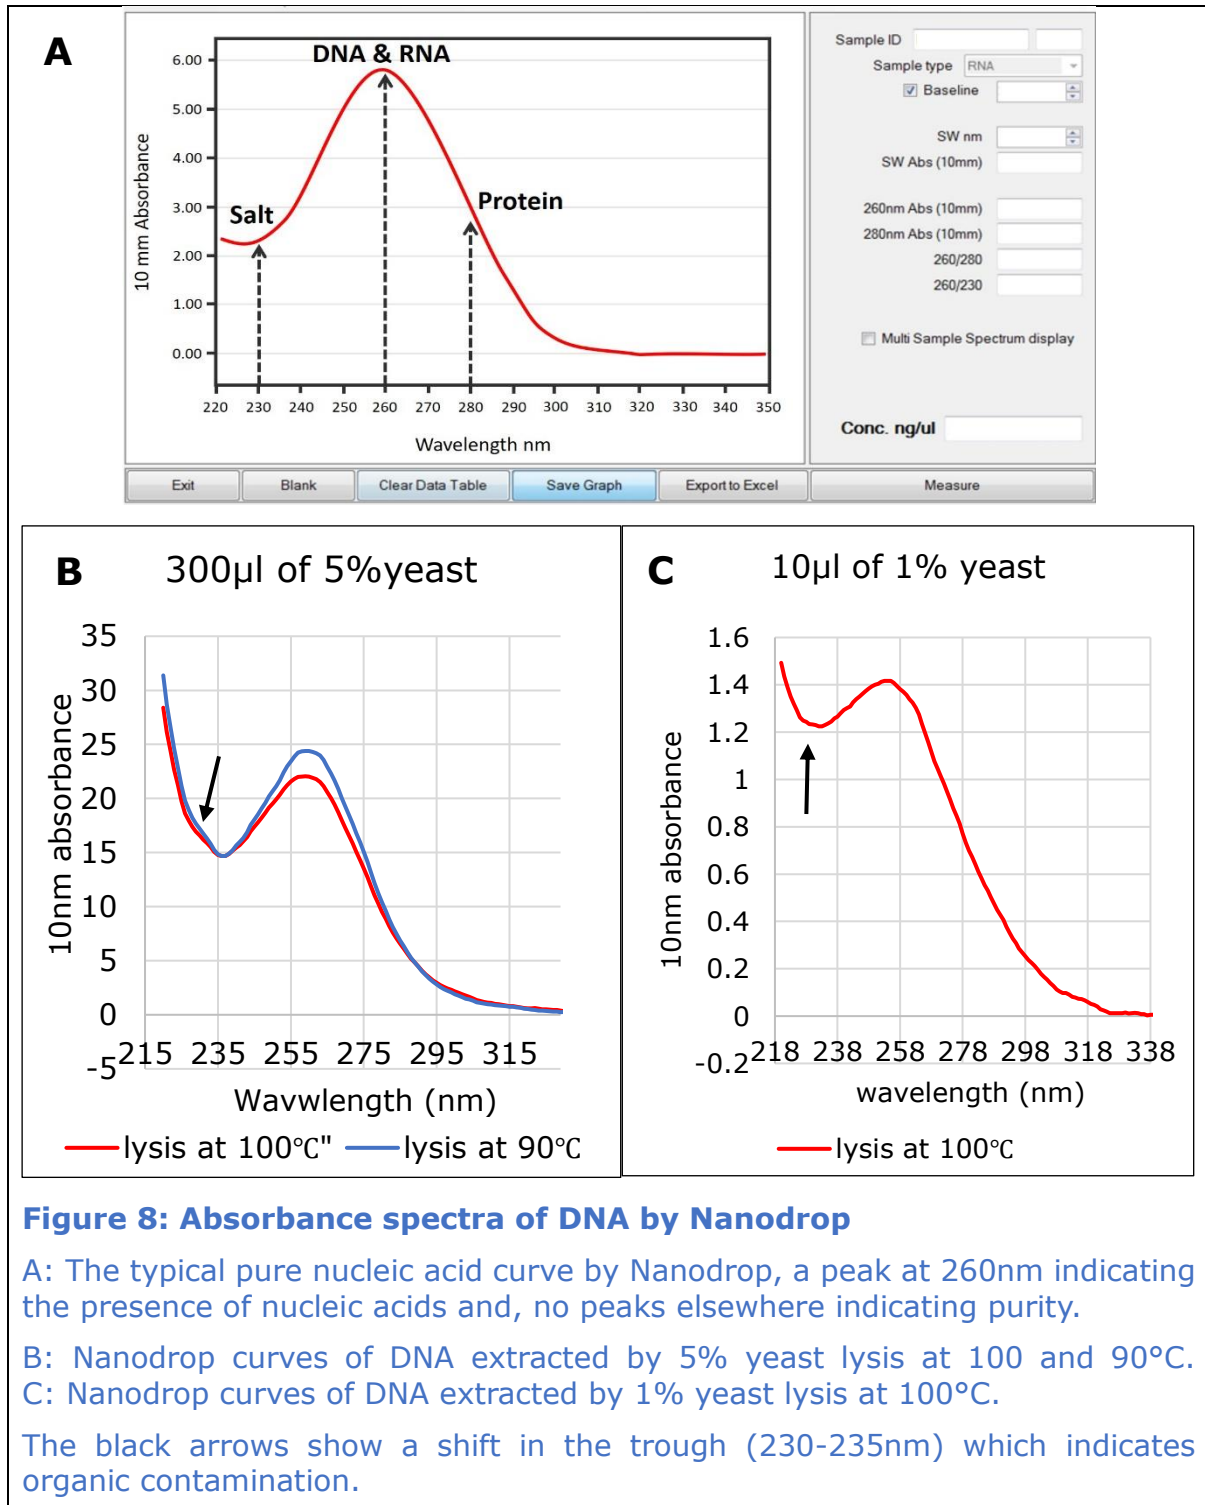 A
DNA & RNA
Salt
Protein
6.00
5.00
4.00
3.00
2.00
1.00
0.00
10 mm Absorbance
220 230 240 250 260 270 280 290 300 310 320 330 340 350
Wavelength nm
Sample ID
Sample type RNA
Baseline
SW nm
SW Abs (10mm)
260nm Abs (10mm)
280nm Abs (10mm)
260/280
260/230
Multi Sample Spectrum display
Conc. ng/ul
Exit Blank Clear Data Table Save Graph Export to Excel Measure
B 300µl of 5%yeast
35
30
25
20
15
10
5
0
-5
10nm absorbance
215 235 255 275 295 315
Wavwlength (nm)
lysis at 100℃" lysis at 90℃
C 10µl of 1% yeast
1.6
1.4
1.2
1
0.8
0.6
0.4
0.2
0
-0.2
10nm absorbance
218 238 258 278 298 318 338
wavelength (nm)
lysis at 100℃
Figure 8: Absorbance spectra of DNA by Nanodrop
A: The typical pure nucleic acid curve by Nanodrop, a peak at 260nm indicating
the presence of nucleic acids and, no peaks elsewhere indicating purity.
B: Nanodrop curves of DNA extracted by 5% yeast lysis at 100 and 90°C.
C: Nanodrop curves of DNA extracted by 1% yeast lysis at 100°C.
The black arrows show a shift in the trough (230-235nm) which indicates
organic contamination.